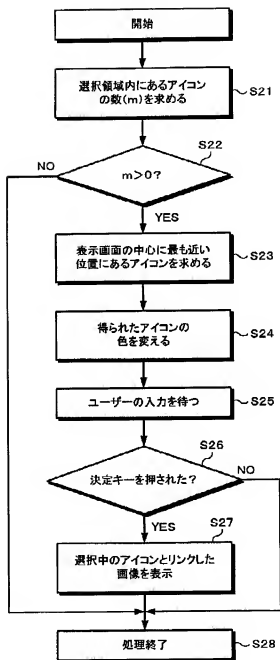 開始
選択領域内にあるアイコン
の数(m)を求める
S21
S22
m>0?
NO
YES
表示画面の中心に最も近い
位置にあるアイコンを求める
S23
得られたアイコンの
色を変える
S24
ユーザーの入力を待つ
S25
S26
決定キーを押された?
NO
YES
S27
選択中のアイコンとリンクした
画像を表示
処理終了
S28